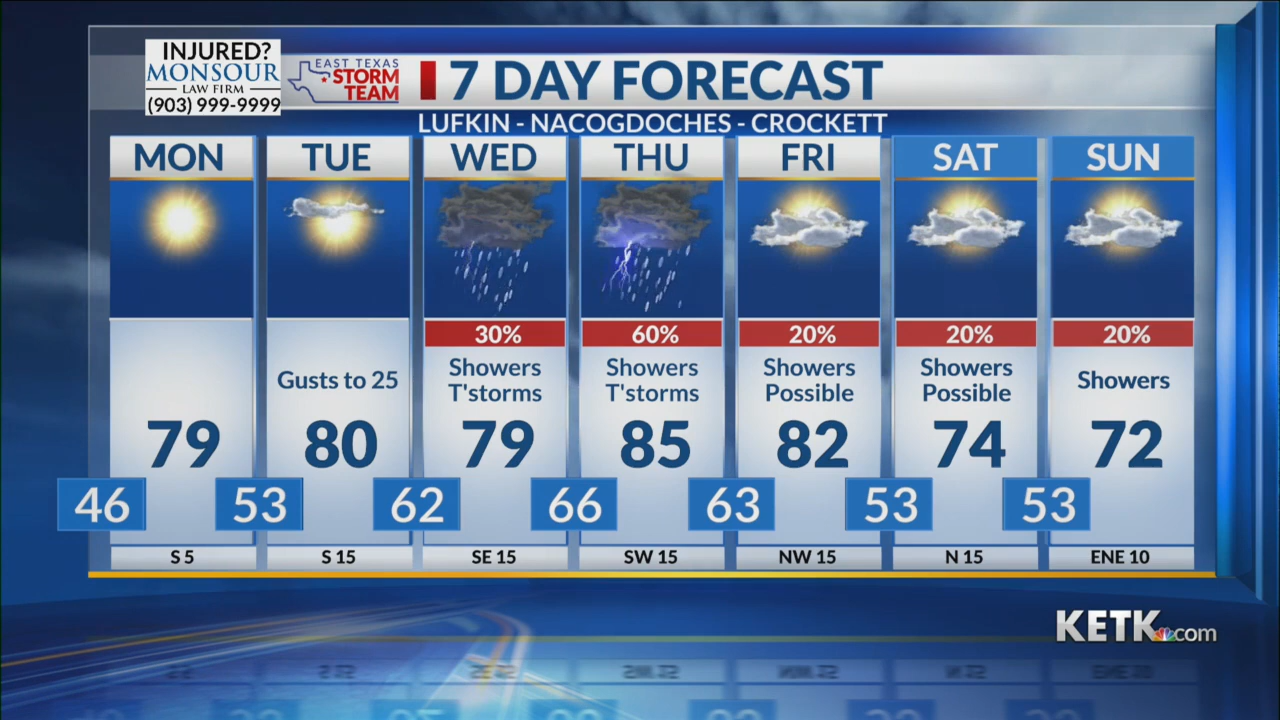 INJURED?
MONSOUR
LAW FIRM
(903) 999-9999
EAST TEXAS
STORM
TEAM
7 DAY FORECAST
LUFKIN - NACOGDOCHES - CROCKETT
MON TUE WED THU FRI SAT SUN
30% 60% 20% 20% 20%
Gusts to 25
Showers
T'storms
Showers
T'storms
Showers
Possible
Showers
Possible
Showers
79 80 79 85 82 74 72
46 53 62 66 63 53 53
S 5 S 15 SE 15 SW 15 NW 15 N 15 ENE 10
KETK.com